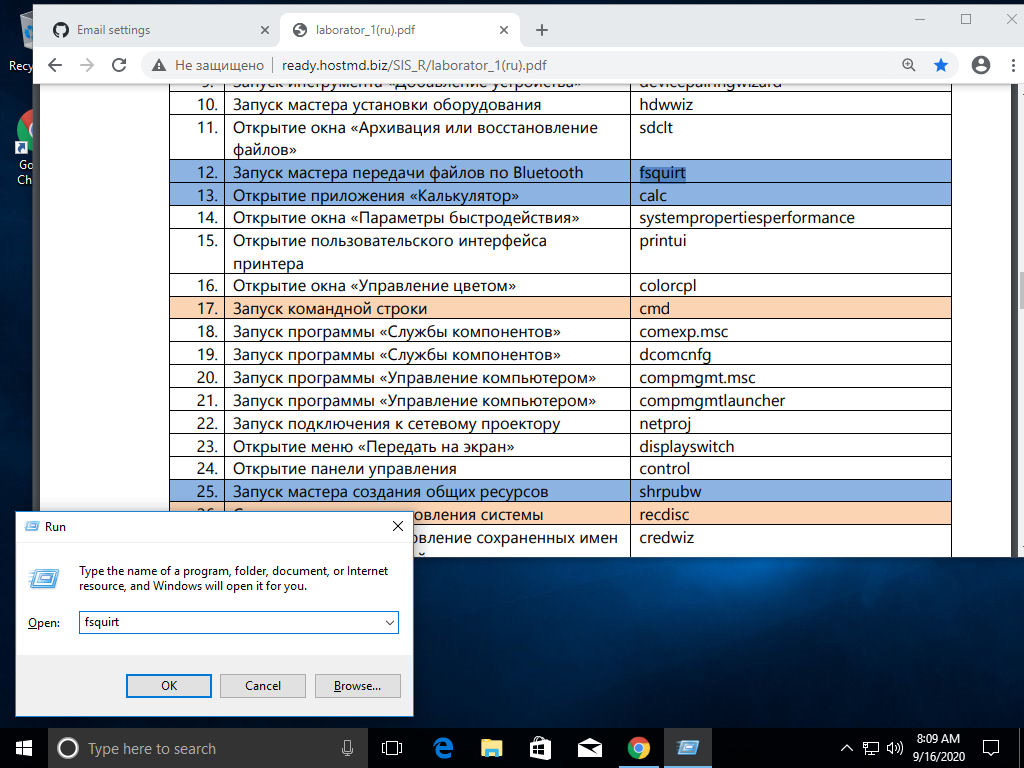 Email settings
laborator_1(ru).pdf
Не защищено
ready.hostmd.biz/SIS_R/laborator_1(ru).pdf
Recy
Go
Ch
9. Запуск инструмента «Добавление устройства» devicepairingwizard
10. Запуск мастера установки оборудования hdwwiz
11. Открытие окна «Архивация или восстановление sdclt
файлов»
12. Запуск мастера передачи файлов по Bluetooth fsquirt
13. Открытие приложения «Калькулятор» calc
14. Открытие окна «Параметры быстродействия» systempropertiesperformance
15. Открытие пользовательского интерфейса printui
принтера
16. Открытие окна «Управление цветом» colorcpl
17. Запуск командной строки cmd
18. Запуск программы «Службы компонентов» comexp.msc
19. Запуск программы «Службы компонентов» dcomcnfg
20. Запуск программы «Управление компьютером» compmgmt.msc
21. Запуск программы «Управление компьютером» compmgmtlauncher
22. Запуск подключения к сетевому проектору netproj
23. Открытие меню «Передать на экран» displayswitch
24. Открытие панели управления control
25. Запуск мастера создания общих ресурсов shrpubw
26. овления системы recdisc
овление сохраненных имен credwiz
Run
Type the name of a program, folder, document, or Internet
resource, and Windows will open it for you.
Open: fsquirt
OK Cancel Browse...
Type here to search
8:09 AM
9/16/2020